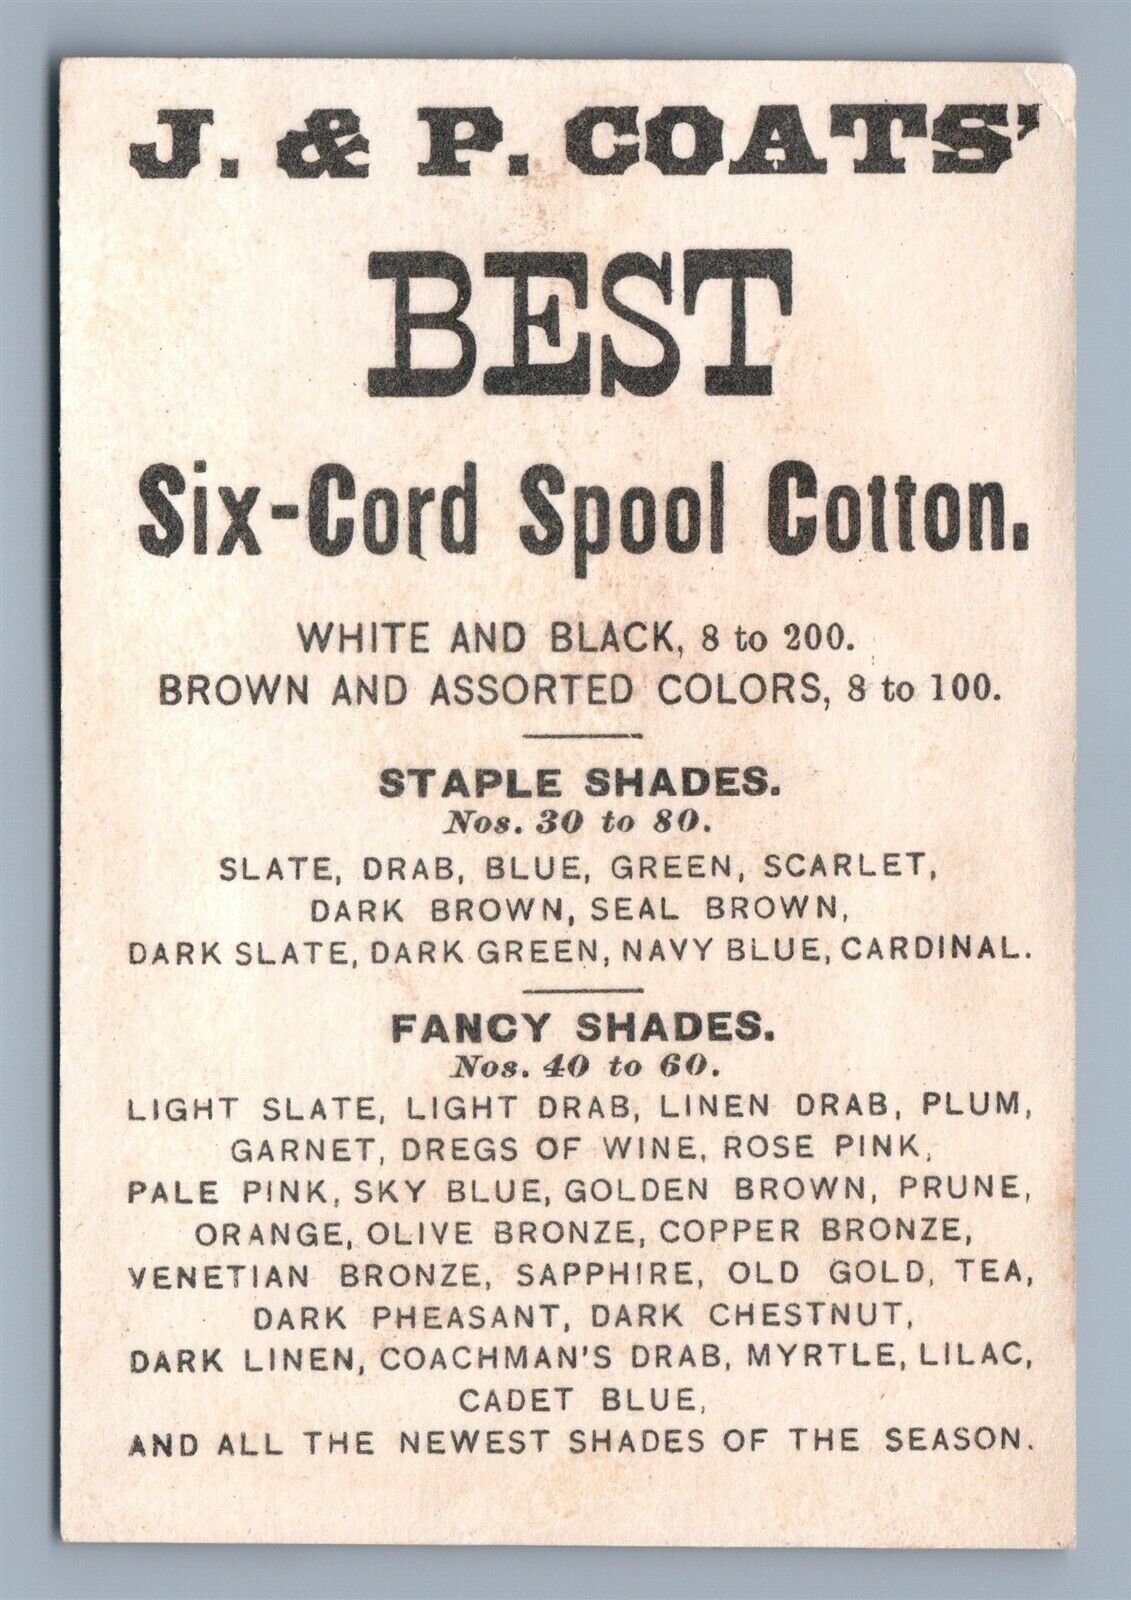 J. & P. COATS'
BEST
Six-Cord Spool Cotton.
WHITE AND BLACK, 8 to 200.
BROWN AND ASSORTED COLORS, 8 to 100.
STAPLE SHADES.
Nos. 30 to 80.
SLATE, DRAB, BLUE, GREEN, SCARLET,
DARK BROWN, SEAL BROWN,
DARK SLATE, DARK GREEN, NAVY BLUE, CARDINAL.
FANCY SHADES.
Nos. 40 to 60.
LIGHT SLATE, LIGHT DRAB, LINEN DRAB, PLUM,
GARNET, DREGS OF WINE, ROSE PINK,
PALE PINK, SKY BLUE, GOLDEN BROWN, PRUNE,
ORANGE, OLIVE BRONZE, COPPER BRONZE,
VENETIAN BRONZE, SAPPHIRE, OLD GOLD, TEA,
DARK PHEASANT, DARK CHESTNUT,
DARK LINEN, COACHMAN'S DRAB, MYRTLE, LILAC,
CADET BLUE,
AND ALL THE NEWEST SHADES OF THE SEASON.